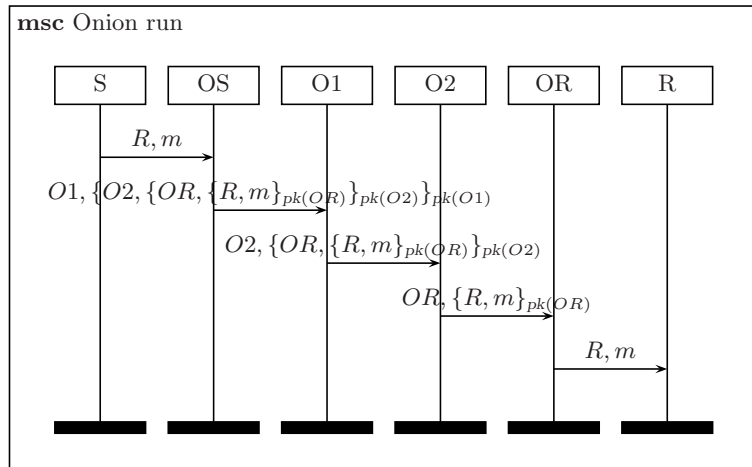 msc Onion run
S OS O1 O2 OR R
R, m
O1, {O2, {OR, {R, m}_{pk(OR)}}_{pk(O2)}}_{pk(O1)}
O2, {OR, {R, m}_{pk(OR)}}_{pk(O2)}
OR, {R, m}_{pk(OR)}
R, m